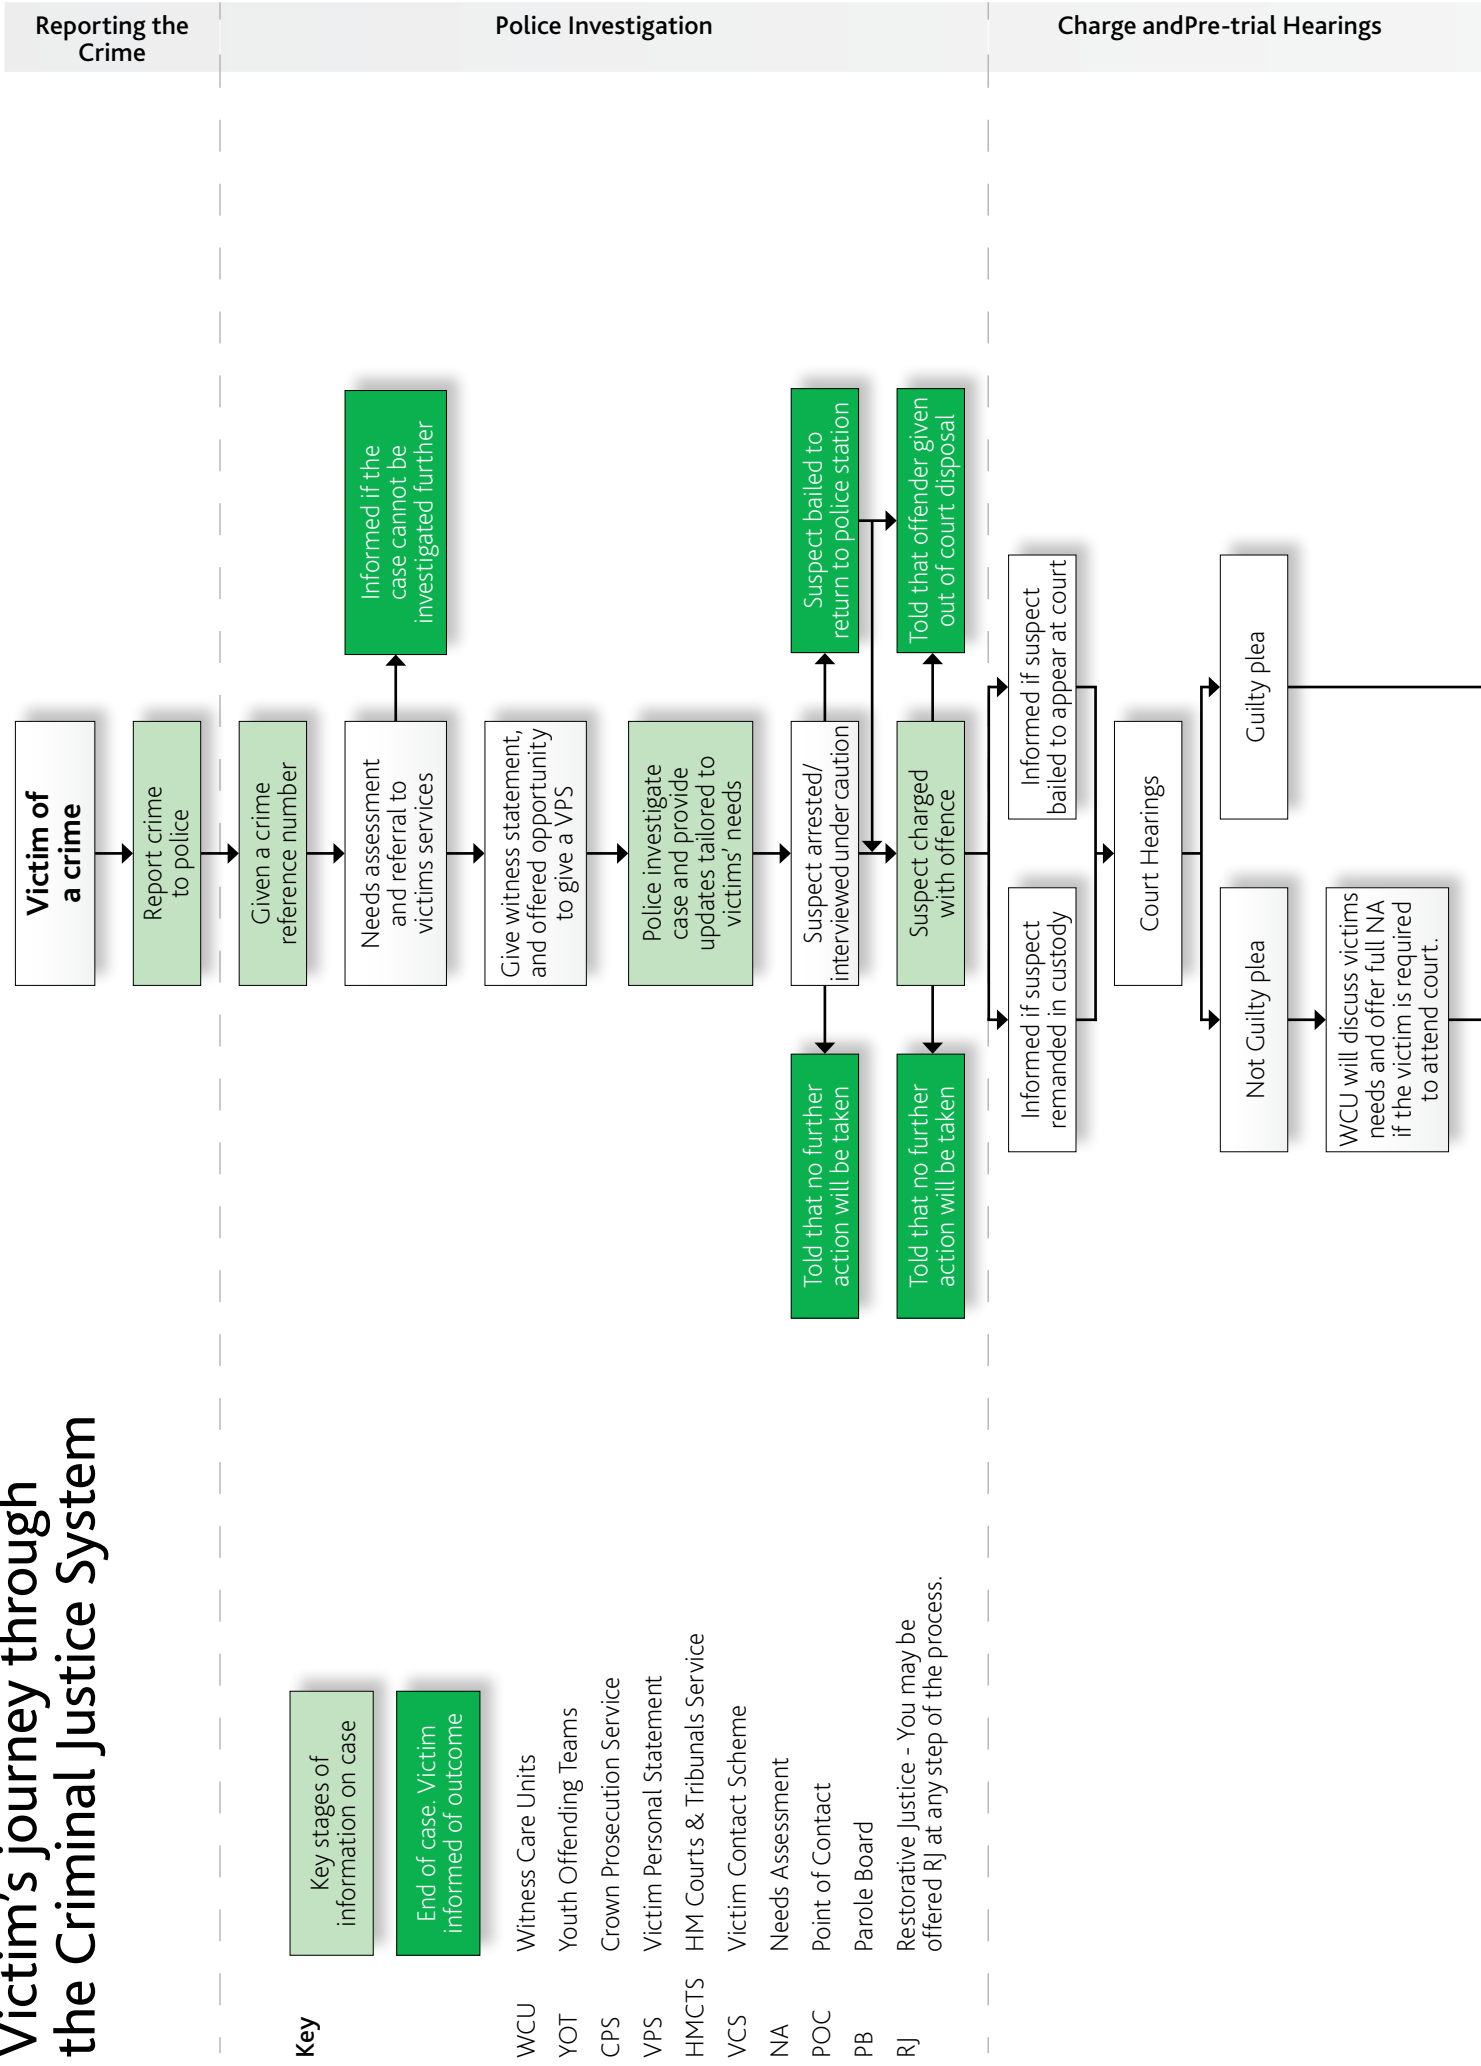 Victim's journey through
the Criminal Justice System
Reporting the
Crime
Police Investigation
Charge andPre-trial Hearings
Key
Key stages of
information on case
End of case. Victim
informed of outcome
WCU Witness Care Units
YOT Youth Offending Teams
CPS Crown Prosecution Service
VPS Victim Personal Statement
HMCTS HM Courts & Tribunals Service
VCS Victim Contact Scheme
NA Needs Assessment
POC Point of Contact
PB Parole Board
RJ Restorative Justice - You may be
offered RJ at any step of the process.
Victim of
a crime
Report crime
to police
Given a crime
reference number
Needs assessment
and referral to
victims services
Informed if the
case cannot be
investigated further
Give witness statement,
and offered opportunity
to give a VPS
Police investigate
case and provide
updates tailored to
victims' needs
Told that no further
action will be taken
Suspect arrested/
interviewed under caution
Suspect bailed to
return to police station
Told that no further
action will be taken
Suspect charged
with offence
Told that offender given
out of court disposal
Informed if suspect
remanded in custody
Informed if suspect
bailed to appear at court
Court Hearings
Not Guilty plea
Guilty plea
WCU will discuss victims
needs and offer full NA
if the victim is required
to attend court.